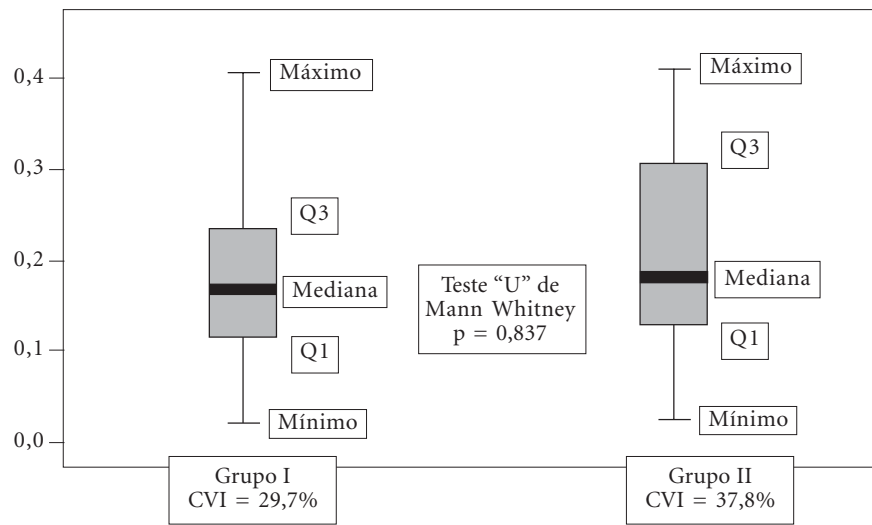 0,4
0,3
0,2
0,1
0,0
Máximo
Q3
Mediana
Q1
Mínimo
Teste “U” de
Mann Whitney
p = 0,837
Máximo
Q3
Mediana
Q1
Mínimo
Grupo I
CVI = 29,7%
Grupo II
CVI = 37,8%